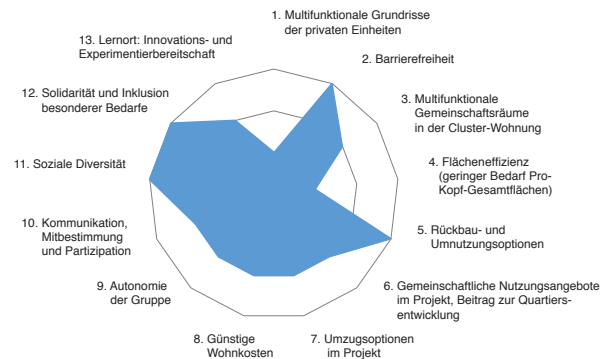 1. Multifunktionale Grundrisse
der privaten Einheiten
2. Barrierefreiheit
3. Multifunktionale
Gemeinschaftsräume
in der Cluster-Wohnung
4. Flächeneffizienz
(geringer Bedarf Pro-
Kopf-Gesamtflächen)
5. Rückbau- und
Umnutzungsoptionen
6. Gemeinschaftliche Nutzungsangebote
im Projekt, Beitrag zur Quartiers-
entwicklung
7. Umzugsoptionen
im Projekt
8. Günstige
Wohnkosten
9. Autonomie
der Gruppe
10. Kommunikation,
Mitbestimmung
und Partizipation
11. Soziale Diversität
12. Solidarität und Inklusion
besonderer Bedarfe
13. Lernort: Innovations- und
Experimentierbereitschaft